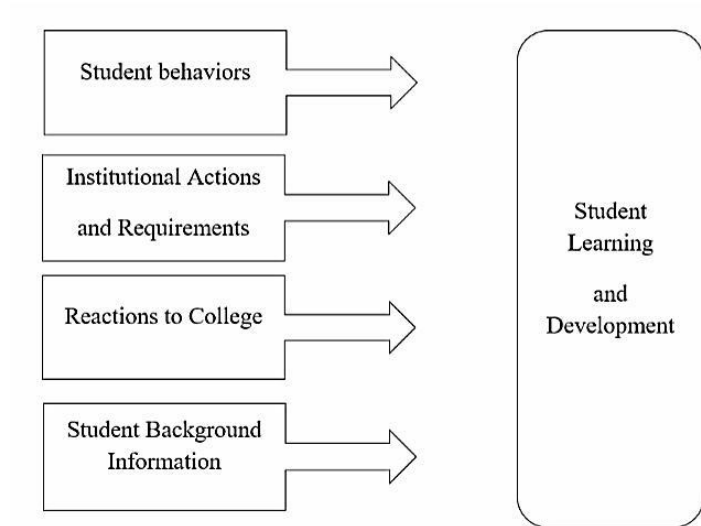 Student behaviors
Institutional Actions
and Requirements
Reactions to College
Student Background
Information
Student
Learning
and
Development